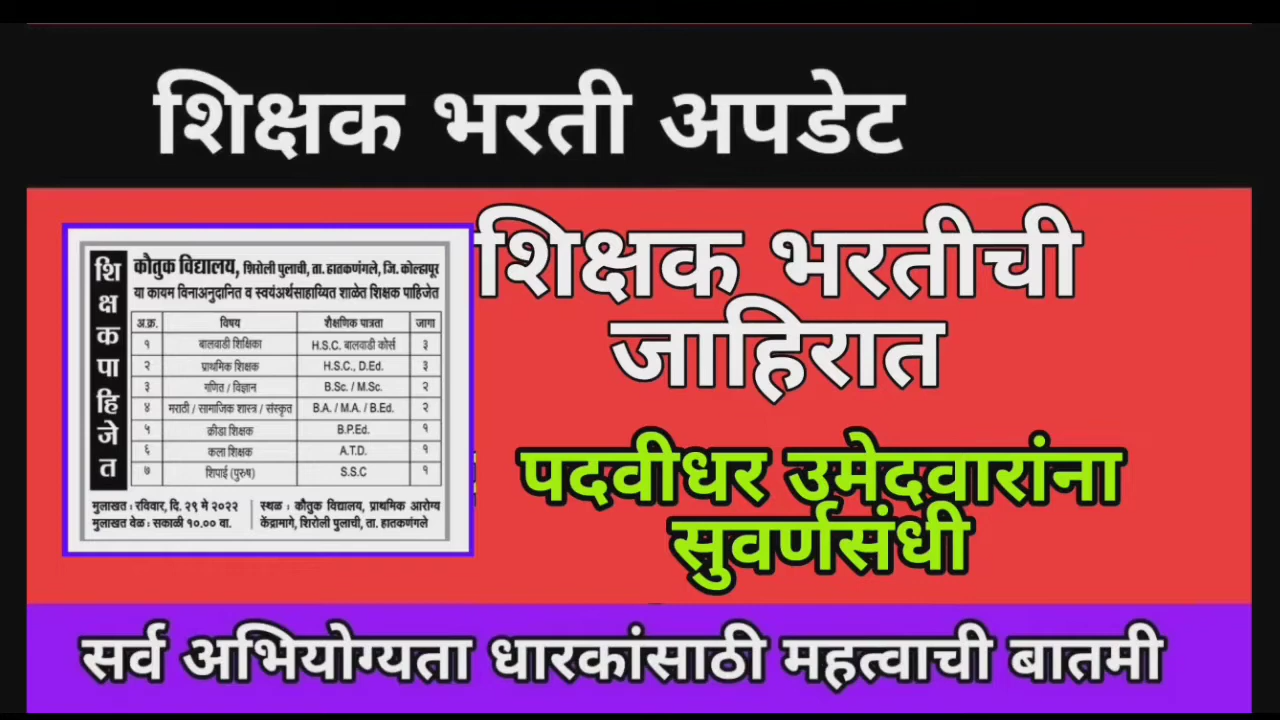 शिक्षक भरती अपडेट
शिक्षक भरतीची
जाहिरात
पदवीधर उमेदवारांना
सुवर्णसंधी
शिक्षक पाहिजेत
कौतुक विद्यालय, शिरोली पुलाची, ता. हातकणंगले, जि. कोल्हापूर
या कायम विनाअनुदानित व स्वयंअर्थसाहाय्यित शाळेत शिक्षक पाहिजेत
अ.क्र. विषय शैक्षणिक पात्रता जागा
१ बालवाडी शिक्षिका H.S.C. बालवाडी कोर्स ३
२ प्राथमिक शिक्षक H.S.C., D.Ed. ३
३ गणित / विज्ञान B.Sc. / M.Sc. २
४ मराठी / सामाजिक शास्त्र / संस्कृत B.A. / M.A. / B.Ed. २
५ क्रीडा शिक्षक B.P.Ed. १
६ कला शिक्षक A.T.D. १
७ शिपाई (पुरुष) S.S.C १
मुलाखत : रविवार, दि. २९ मे २०२२
मुलाखत वेळ : सकाळी १०.०० वा.
स्थळ : कौतुक विद्यालय, प्राथमिक आरोग्य
केंद्रामागे, शिरोली पुलाची, ता. हातकणंगले
सर्व अभियोग्यता धारकांसाठी महत्वाची बातमी